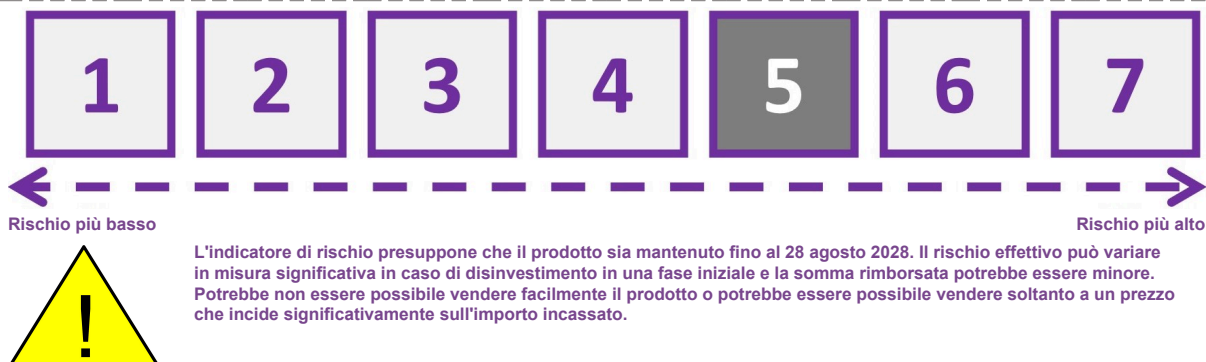 1 2 3 4 5 6 7
Rischio più basso Rischio più alto
L'indicatore di rischio presuppone che il prodotto sia mantenuto fino al 28 agosto 2028. Il rischio effettivo può variare
in misura significativa in caso di disinvestimento in una fase iniziale e la somma rimborsata potrebbe essere minore.
Potrebbe non essere possibile vendere facilmente il prodotto o potrebbe essere possibile vendere soltanto a un prezzo
che incide significativamente sull'importo incassato.
!